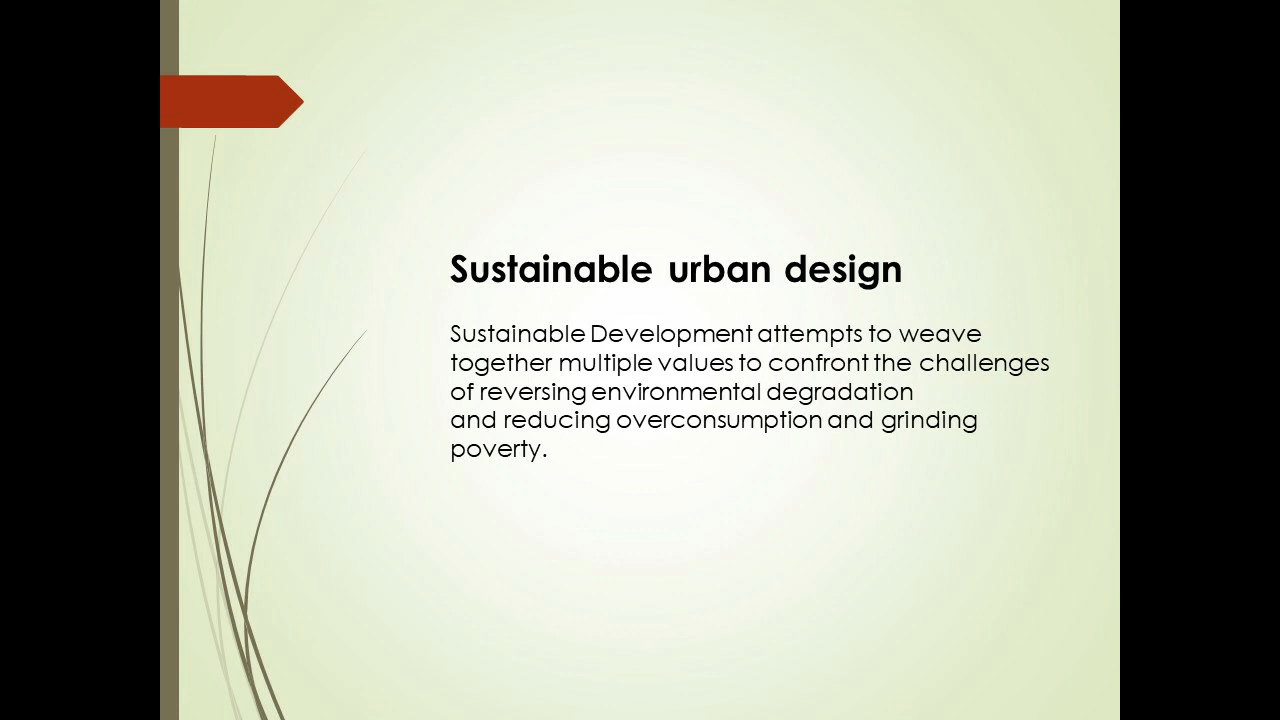 Sustainable urban design
Sustainable Development attempts to weave
together multiple values to confront the challenges
of reversing environmental degradation
and reducing overconsumption and grinding
poverty.